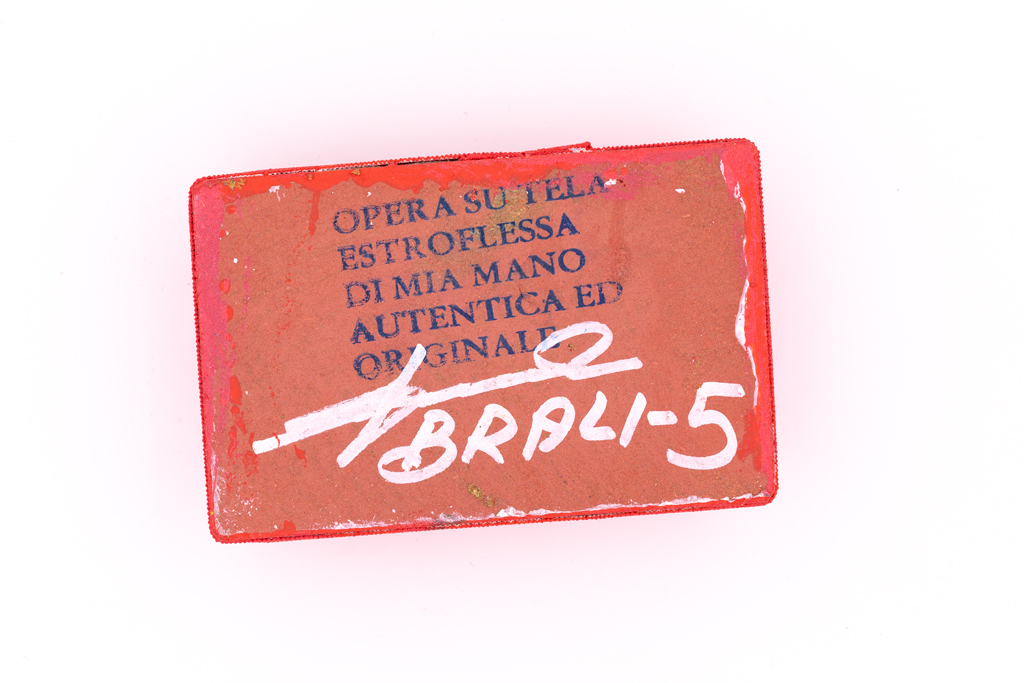 OPERA SU TELA
ESTROFLESSA
DI MIA MANO
AUTENTICA ED
ORIGINALE
BRALI-5